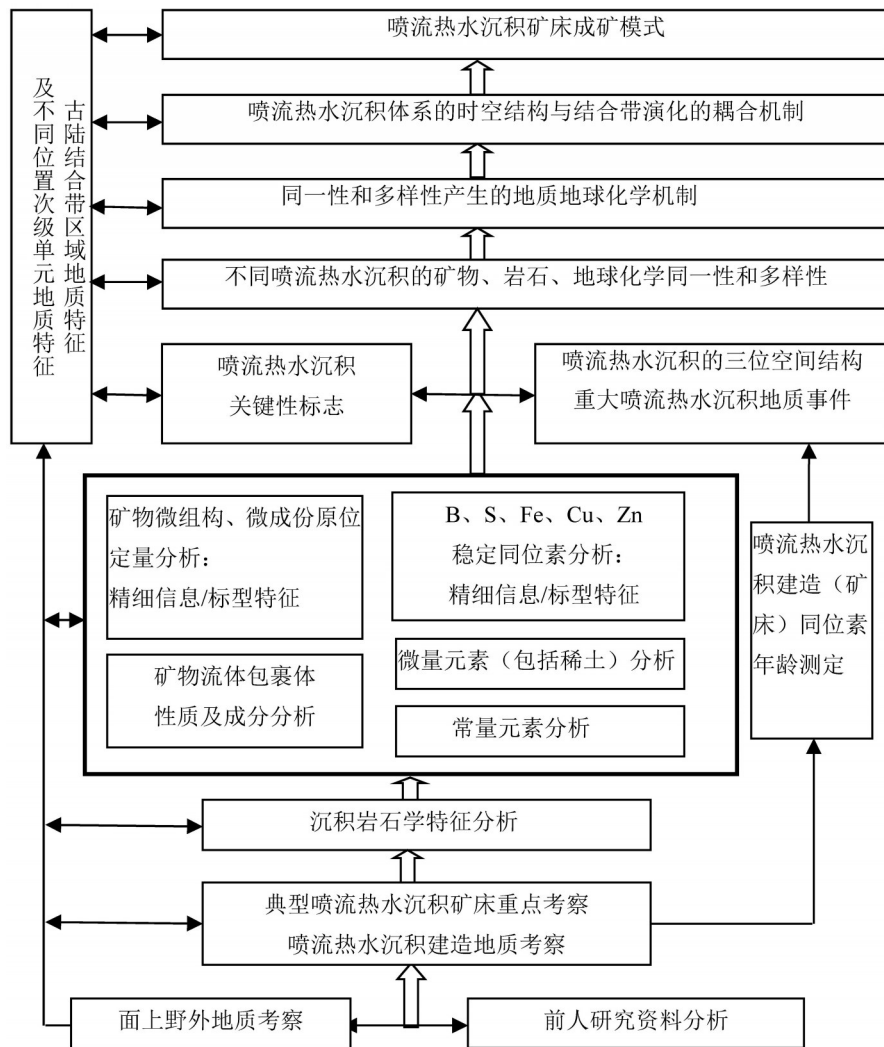 喷流热水沉积矿床成矿模式
古陆结合带区域地质特征
及不同位置次级单元地质特征
喷流热水沉积体系的时空结构与结合带演化的耦合机制
同一性和多样性产生的地质地球化学机制
不同喷流热水沉积的矿物、岩石、地球化学同一性和多样性
喷流热水沉积
关键性标志
喷流热水沉积的三位空间结构
重大喷流热水沉积地质事件
矿物微组构、微成份原位
定量分析：
精细信息/标型特征
B、S、Fe、Cu、Zn
稳定同位素分析：
精细信息/标型特征
矿物流体包裹体
性质及成分分析
微量元素（包括稀土）分析
常量元素分析
喷流热水沉
积建造（矿
床）同位素
年龄测定
沉积岩石学特征分析
典型喷流热水沉积矿床重点考察
喷流热水沉积建造地质考察
面上野外地质考察
前人研究资料分析